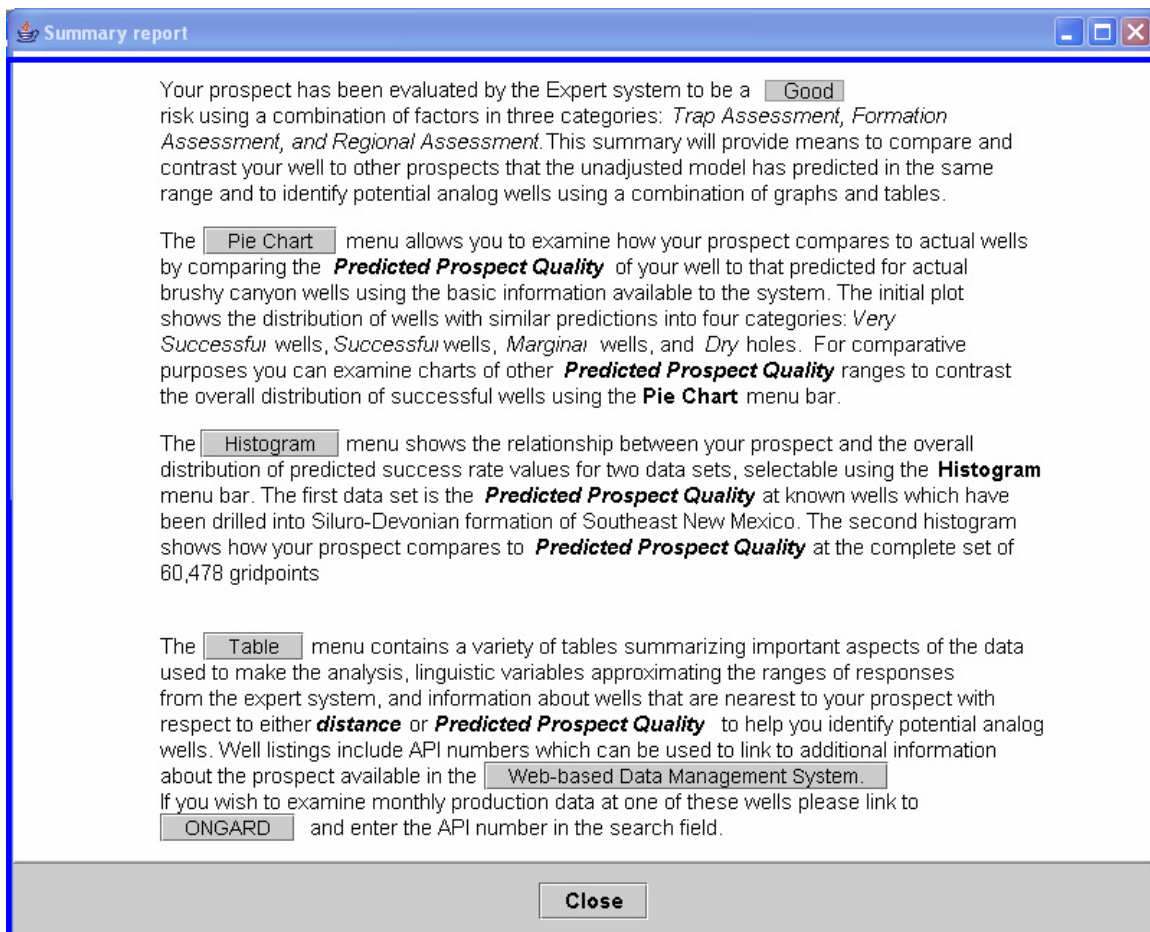 Summary report
Your prospect has been evaluated by the Expert system to be a Good
risk using a combination of factors in three categories: Trap Assessment, Formation
Assessment, and Regional Assessment. This summary will provide means to compare and
contrast your well to other prospects that the unadjusted model has predicted in the same
range and to identify potential analog wells using a combination of graphs and tables.
The Pie Chart menu allows you to examine how your prospect compares to actual wells
by comparing the Predicted Prospect Quality of your well to that predicted for actual
brushy canyon wells using the basic information available to the system. The initial plot
shows the distribution of wells with similar predictions into four categories: Very
Successful wells, Successful wells, Marginal wells, and Dry holes. For comparative
purposes you can examine charts of other Predicted Prospect Quality ranges to contrast
the overall distribution of successful wells using the Pie Chart menu bar.
The Histogram menu shows the relationship between your prospect and the overall
distribution of predicted success rate values for two data sets, selectable using the Histogram
menu bar. The first data set is the Predicted Prospect Quality at known wells which have
been drilled into Siluro-Devonian formation of Southeast New Mexico. The second histogram
shows how your prospect compares to Predicted Prospect Quality at the complete set of
60,478 gridpoints
The Table menu contains a variety of tables summarizing important aspects of the data
used to make the analysis, linguistic variables approximating the ranges of responses
from the expert system, and information about wells that are nearest to your prospect with
respect to either distance or Predicted Prospect Quality to help you identify potential analog
wells. Well listings include API numbers which can be used to link to additional information
about the prospect available in the Web-based Data Management System.
If you wish to examine monthly production data at one of these wells please link to
ONGARD and enter the API number in the search field.
Close